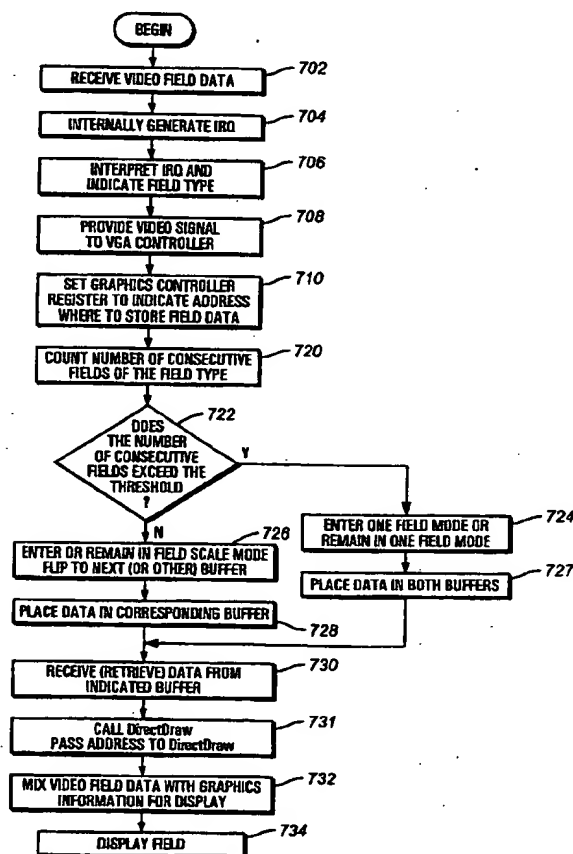 BEGIN
RECEIVE VIDEO FIELD DATA
702
INTERNALLY GENERATE IRQ
704
INTERPRET IRQ AND
INDICATE FIELD TYPE
706
PROVIDE VIDEO SIGNAL
TO VGA CONTROLLER
708
SET GRAPHICS CONTROLLER
REGISTER TO INDICATE ADDRESS
WHERE TO STORE FIELD DATA
710
COUNT NUMBER OF CONSECUTIVE
FIELDS OF THE FIELD TYPE
720
DOES
THE NUMBER
OF CONSECUTIVE
FIELDS EXCEED THE
THRESHOLD
?
722
Y
N
ENTER ONE FIELD MODE OR
REMAIN IN ONE FIELD MODE
724
ENTER OR REMAIN IN FIELD SCALE MODE
FLIP TO NEXT (OR OTHER) BUFFER
726
PLACE DATA IN BOTH BUFFERS
727
PLACE DATA IN CORRESPONDING BUFFER
728
RECEIVE (RETRIEVE) DATA FROM
INDICATED BUFFER
730
CALL DirectDraw
PASS ADDRESS TO DirectDraw
731
MIX VIDEO FIELD DATA WITH GRAPHICS
INFORMATION FOR DISPLAY
732
DISPLAY FIELD
734